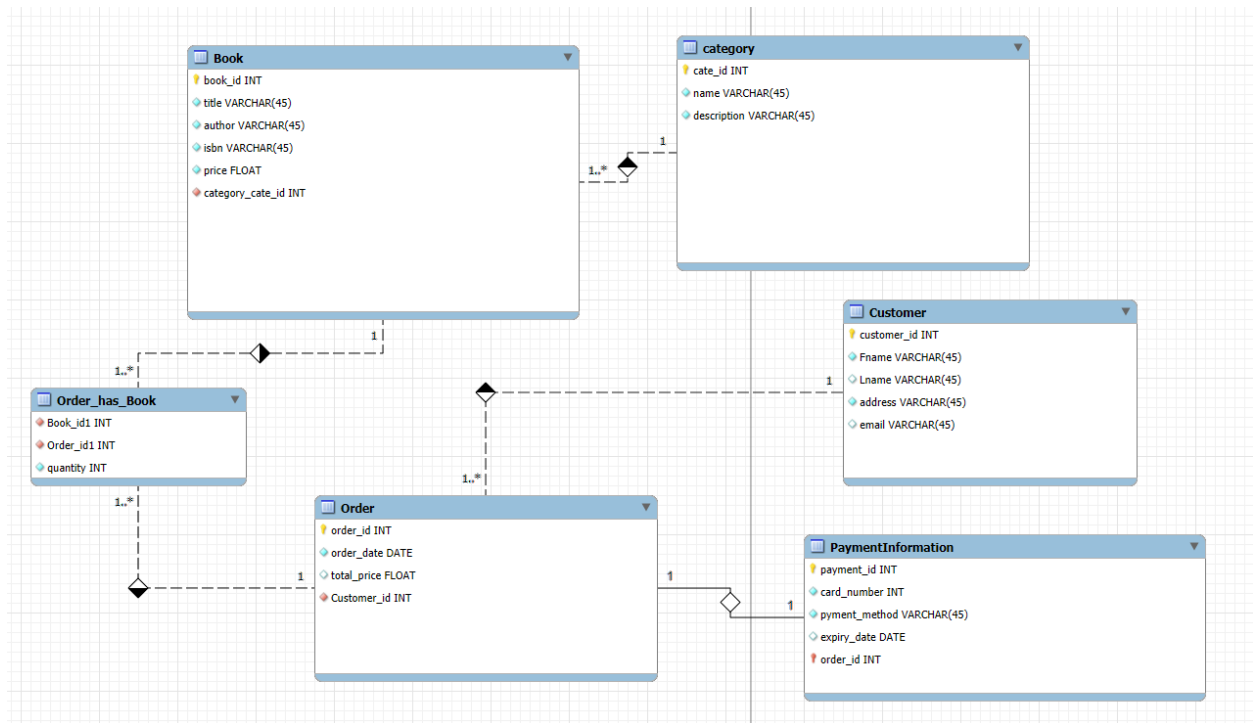 Book
book_id INT
title VARCHAR(45)
author VARCHAR(45)
isbn VARCHAR(45)
price FLOAT
category_cate_id INT
category
cate_id INT
name VARCHAR(45)
description VARCHAR(45)
1
1..*
1
1..*
Customer
customer_id INT
Fname VARCHAR(45)
Lname VARCHAR(45)
address VARCHAR(45)
email VARCHAR(45)
1
1..*
Order_has_Book
Book_id1 INT
Order_id1 INT
quantity INT
1..*
1
Order
order_id INT
order_date DATE
total_price FLOAT
Customer_id INT
1
1
PaymentInformation
payment_id INT
card_number INT
pyment_method VARCHAR(45)
expiry_date DATE
order_id INT